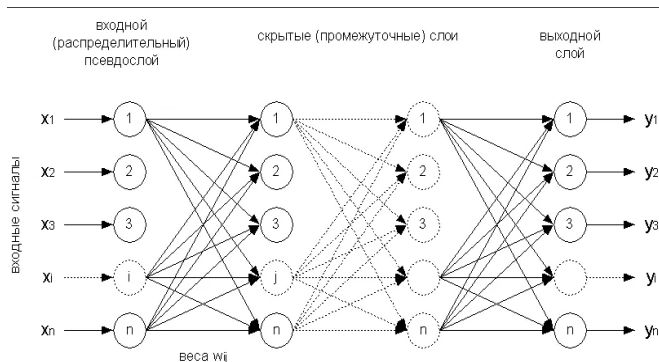 входной
(распределительный)
псевдослой
скрытые (промежуточные) слои
выходной
слой
входные сигналы
x1 1 1 1 1 y1
x2 2 2 2 2 y2
x3 3 3 3 3 y3
xi i j yi
xn n n n n yn
веса wij